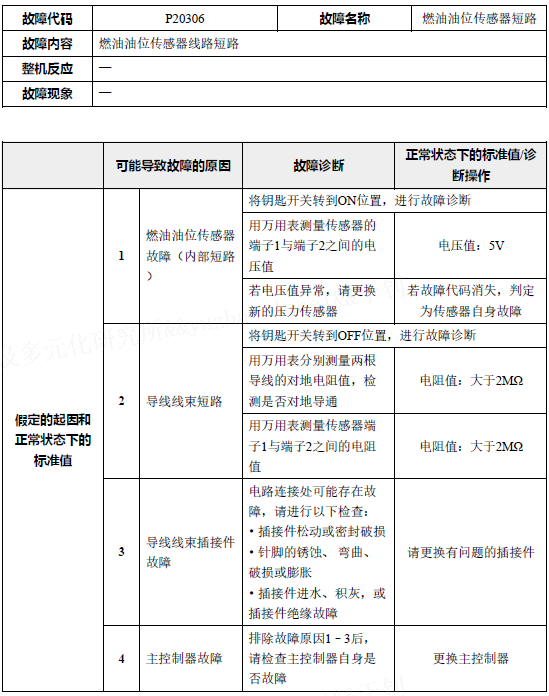 故障代码 P20306 故障名称 燃油油位传感器短路
故障内容 燃油油位传感器线路短路
整机反应 —
故障现象 —
可能导致故障的原因 故障诊断 正常状态下的标准值/诊
断操作
假定的起因和
正常状态下的
标准值
1
燃油油位传感器
故障（内部短路
）
将钥匙开关转到ON位置，进行故障诊断
用万用表测量传感器的
端子1与端子2之间的电
压值
电压值：5V
若电压值异常，请更换
新的压力传感器
若故障代码消失，判定
为传感器自身故障
2
导线线束短路
将钥匙开关转到OFF位置，进行故障诊断
用万用表分别测量两根
导线的对地电阻值，检
测是否对地导通
电阻值：大于2MΩ
用万用表测量传感器端
子1与端子2之间的电阻
值
电阻值：大于2MΩ
3
导线线束插接件
故障
电路连接处可能存在故
障，请进行以下检查：
•插接件松动或密封破损
•针脚的锈蚀、 弯曲、
破损或膨胀
•插接件进水、积灰，或
插接件绝缘故障
请更换有问题的插接件
4
主控制器故障
排除故障原因1－3后，
请检查主控制器自身是
否故障
更换主控制器